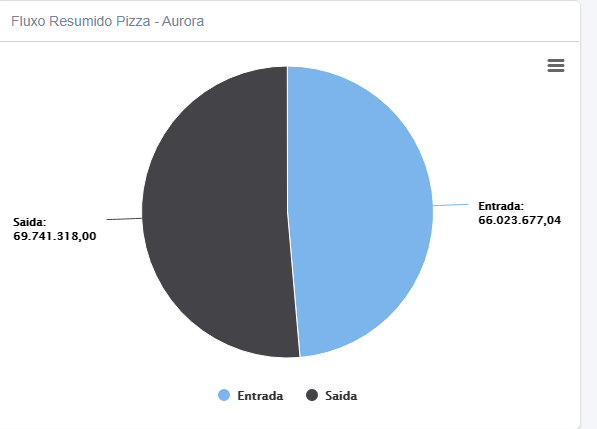 Fluxo Resumido Pizza - Aurora
Entrada:
66.023.677,04
Saida:
69.741.318,00
Entrada
Saida